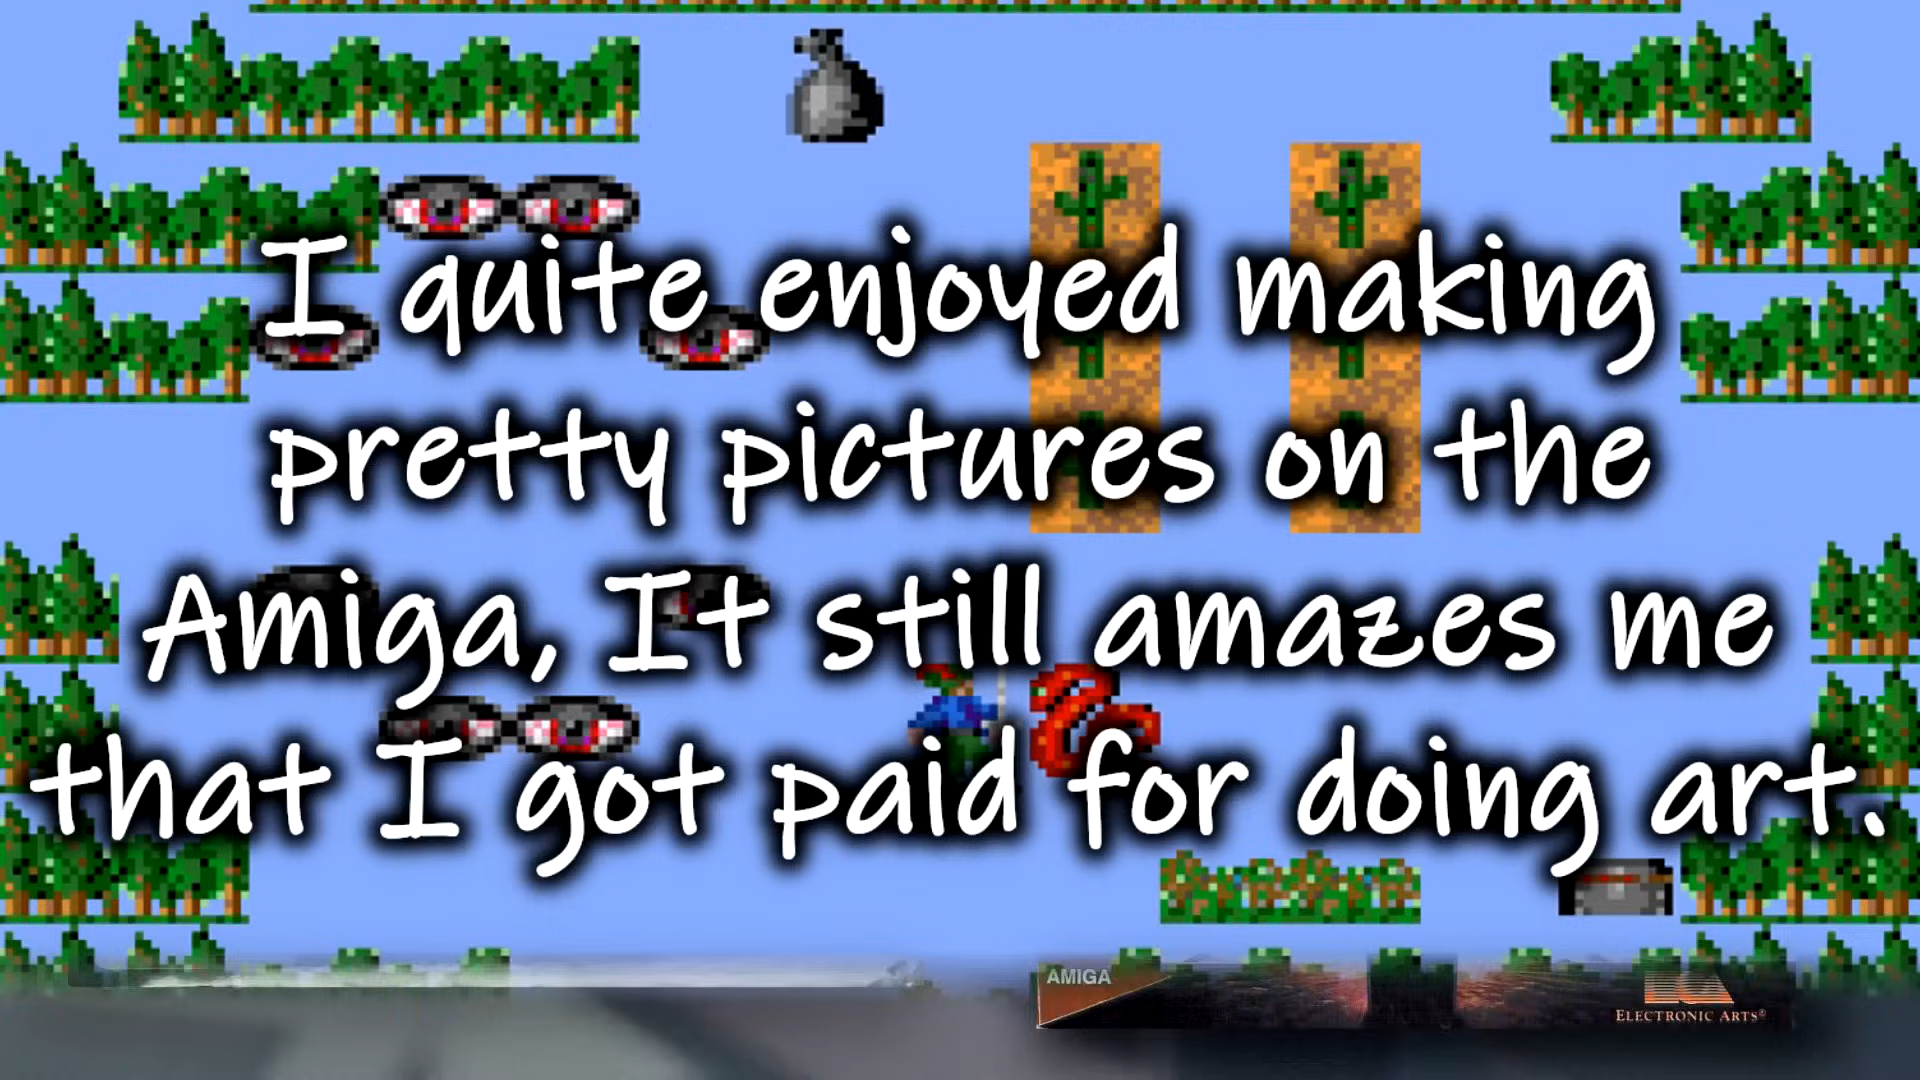 I quite enjoyed making
pretty pictures on the
Amiga, It still amazes me
that I got paid for doing art.
AMIGA
ELECTRONIC ARTS®